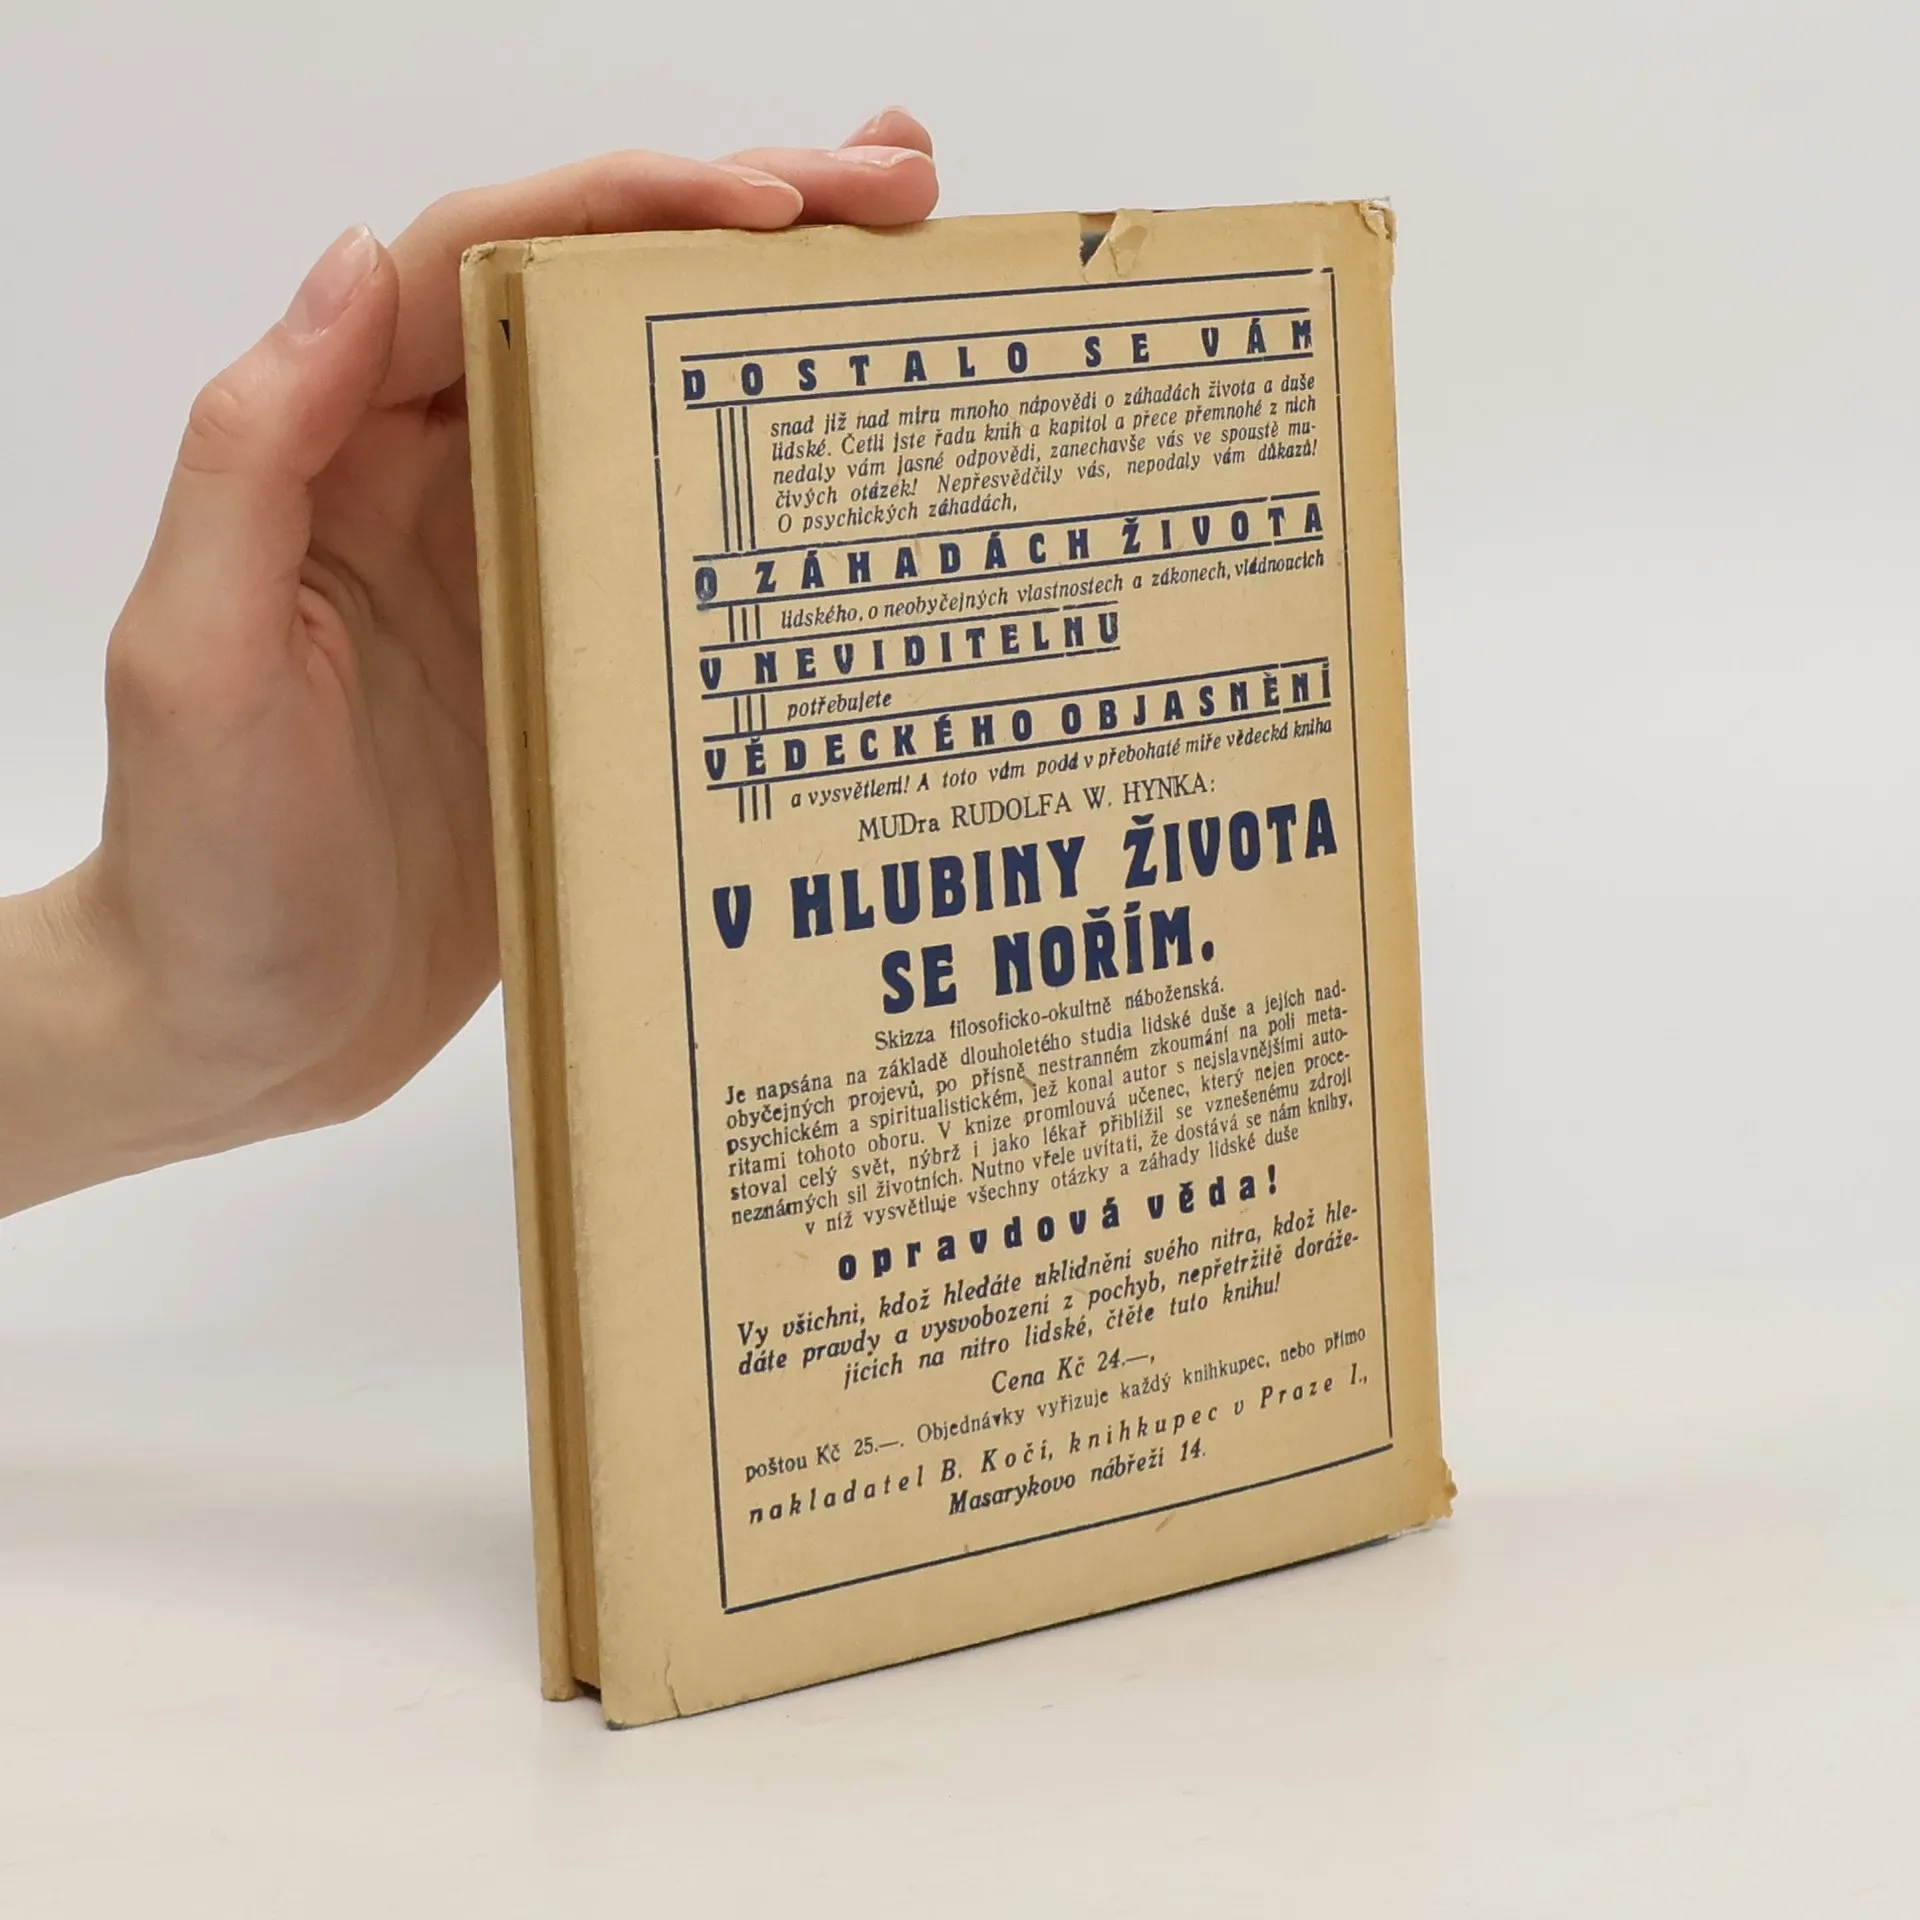 DOSTALO SE VÁM
snad již nad míru mnoho nápovědi o záhadách života a duše
lidské. Četli jste řadu knih a kapitol a přece přemnohé z nich
nedaly vám jasné odpovědi, zanechavše vás ve spoustě mu-
čivých otázek! Nepřesvědčily vás, nepodaly vám důkazů!
O psychických záhadách,
O ZÁHADÁCH ŽIVOTA
lidského, o neobyčejných vlastnostech a zákonech, vládnoucích
V NEVIDITELNU
potřebujete
VĚDECKÉHO OBJASNĚNÍ
a vysvětlení! A toto vám podá v přebohaté míře vědecká kniha
MUDra RUDOLFA W. HYNKA:
V HLUBINY ŽIVOTA
SE NOŘÍM.
Skizza filosoficko-okultně náboženská.
Je napsána na základě dlouholetého studia lidské duše a jejích nad-
obyčejných projevů, po přísně nestranném zkoumání na poli meta-
psychickém a spiritualistickém, jež konal autor s nejslavnějšími auto-
ritami tohoto oboru. V knize promlouvá učenec, který nejen proce-
stoval celý svět, nýbrž i jako lékař přiblížil se vznešenému zdroji
neznámých sil životních. Nutno vřele uvítati, že dostává se nám knihy,
v níž vysvětluje všechny otázky a záhady lidské duše
opravdová věda!
Vy všichni, kdož hledáte uklidnění svého nitra, kdož hle-
dáte pravdy a vysvobození z pochyb, nepřetržitě doráže-
jících na nitro lidské, čtěte tuto knihu!
Cena Kč 24.—,
poštou Kč 25.—. Objednávky vyřizuje každý knihkupec, nebo přímo
nakladatel B. Kočí, knihkupec v Praze I.,
Masarykovo nábřeží 14.